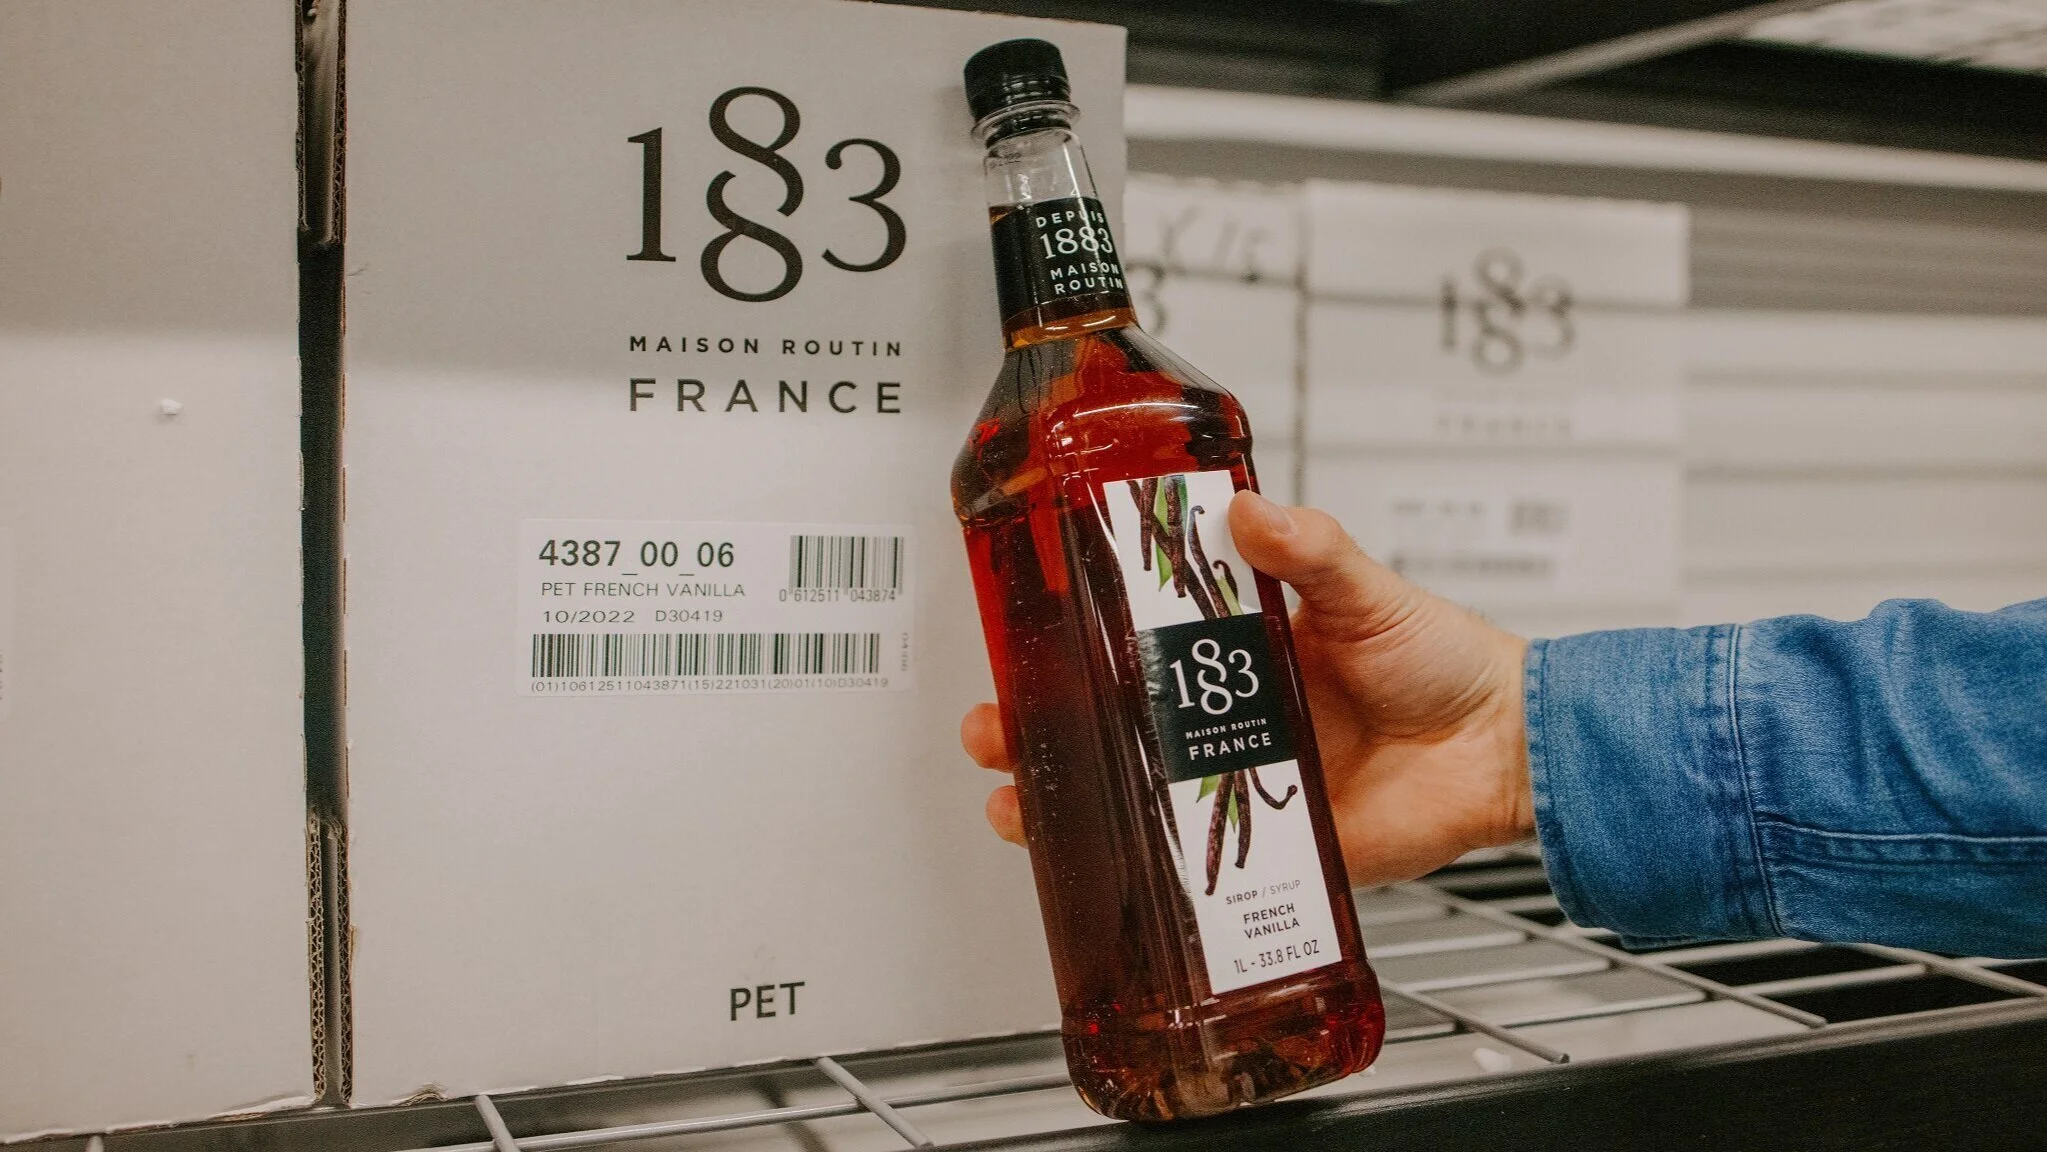 1883
MAISON ROUTIN
FRANCE
4387_00_06
PET FRENCH VANILLA
0 612511 043874
10/2022 D30419
(01)10612511043871(15)221031(20)01(10)D30419
PET
DEPUIS
1883
MAISON
ROUTIN
1883
MAISON ROUTIN
FRANCE
SIROP / SYRUP
FRENCH
VANILLA
1L - 33.8 FL OZ
3
1883
FRANCE